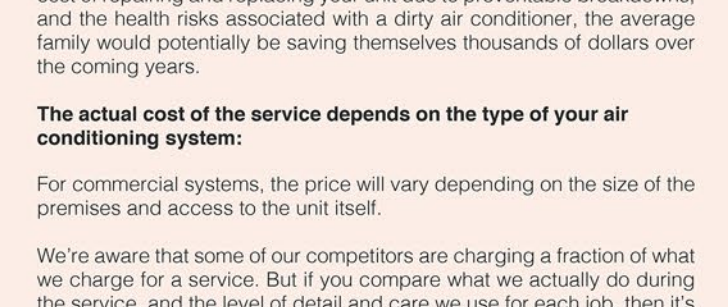 cost of repairing and replacing your unit due to preventable breakdowns,
and the health risks associated with a dirty air conditioner, the average
family would potentially be saving themselves thousands of dollars over
the coming years.
The actual cost of the service depends on the type of your air
conditioning system:
For commercial systems, the price will vary depending on the size of the
premises and access to the unit itself.
We're aware that some of our competitors are charging a fraction of what
we charge for a service. But if you compare what we actually do during
the service, and the level of detail and care we use for each job, then it's